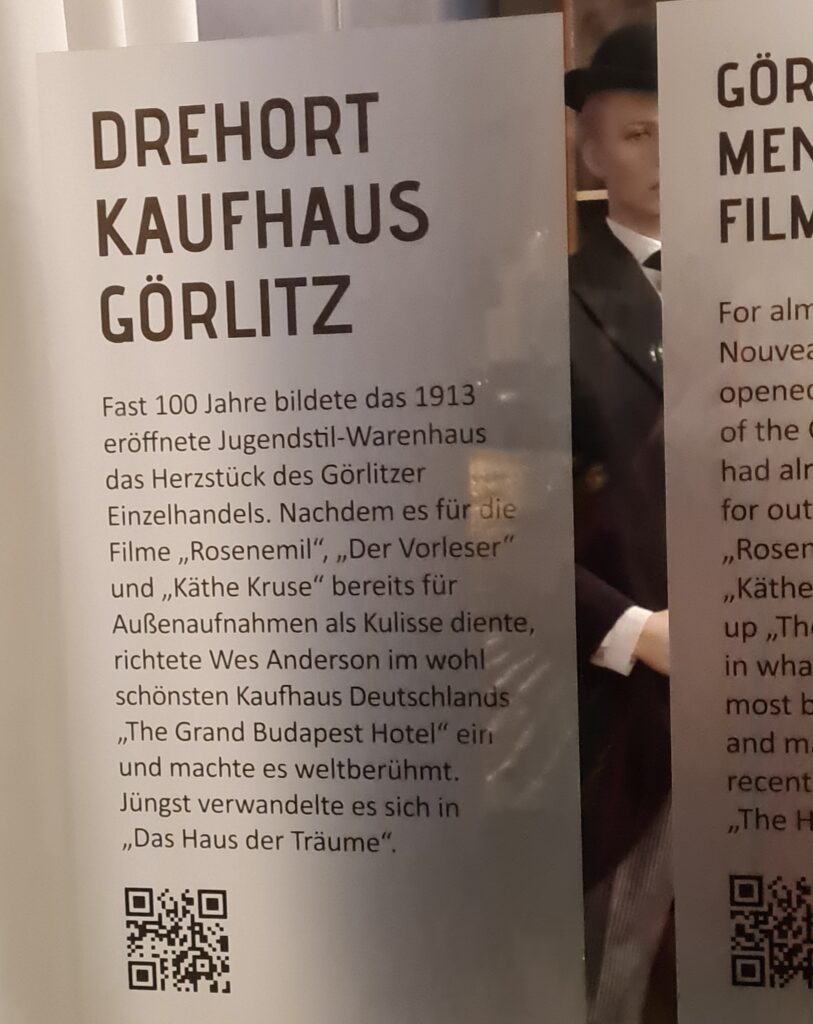 DREHORT
KAUFHAUS
GÖRLITZ
Fast 100 Jahre bildete das 1913
eröffnete Jugendstil-Warenhaus
das Herzstück des Görlitzer
Einzelhandels. Nachdem es für die
Filme „Rosenemil“, „Der Vorleser“
und „Käthe Kruse“ bereits für
Außenaufnahmen als Kulisse diente,
richtete Wes Anderson im wohl
schönsten Kaufhaus Deutschlands
„The Grand Budapest Hotel“ ein
und machte es weltberühmt.
Jüngst verwandelte es sich in
„Das Haus der Träume“.
GÖR
MEN
FILM
For alm
Nouvea
opened
of the
had alr
for out
„Rosen
„Käthe
up „The
in wha
most b
and m
recent
„The H